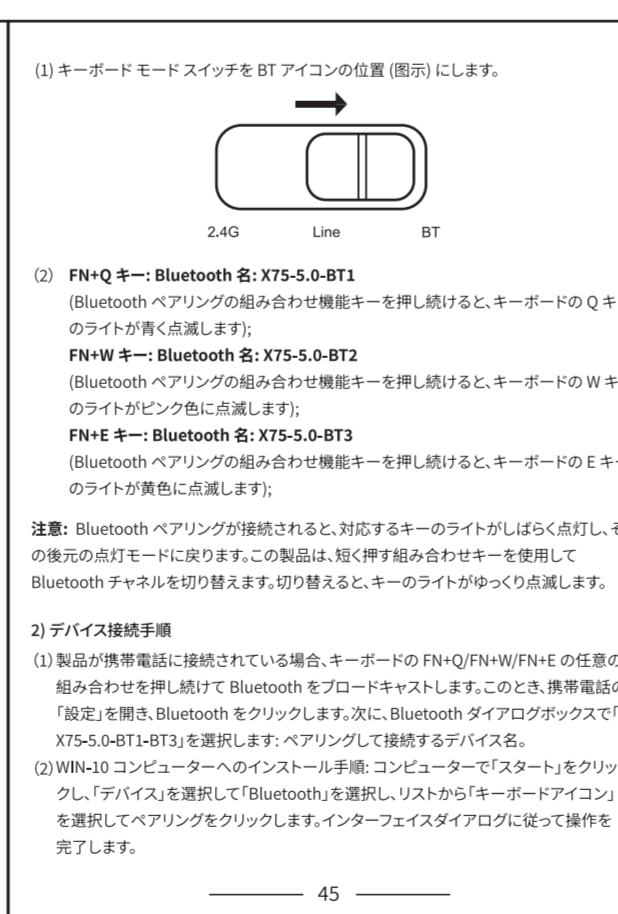 (1) キーボード モード スイッチを BT アイコンの位置 (图示) にします。
2.4G Line BT
(2) FN+Q キー: Bluetooth 名: X75-5.0-BT1
(Bluetooth ペアリングの組み合わせ機能キーを押し続けると、キーボードの Q キ
のライトが青く点滅します);
FN+W キー: Bluetooth 名: X75-5.0-BT2
(Bluetooth ペアリングの組み合わせ機能キーを押し続けると、キーボードの W キ
のライトがピンク色に点滅します);
FN+E キー: Bluetooth 名: X75-5.0-BT3
(Bluetooth ペアリングの組み合わせ機能キーを押し続けると、キーボードの E キー
のライトが黄色に点滅します);
注意: Bluetooth ペアリングが接続されると、対応するキーのライトがしばらく点灯し、そ
の後元の点灯モードに戻ります。この製品は、短く押す組み合わせキーを使用して
Bluetooth チャネルを切り替えます。切り替えると、キーのライトがゆっくり点滅します。
2) デバイス接続手順
(1) 製品が携帯電話に接続されている場合、キーボードの FN+Q/FN+W/FN+E の任意の
組み合わせを押し続けて Bluetooth をブロードキャストします。このとき、携帯電話の
「設定」を開き、Bluetooth をクリックします。次に、Bluetooth ダイアログボックスで「
X75-5.0-BT1-BT3」を選択します: ペアリングして接続するデバイス名。
(2) WIN-10 コンピューターへのインストール手順: コンピューターで「スタート」をクリッ
クし、「デバイス」を選択して「Bluetooth」を選択し、リストから「キーボードアイコン」
を選択してペアリングをクリックします。インターフェイスダイアログに従って操作を
完了します。
45